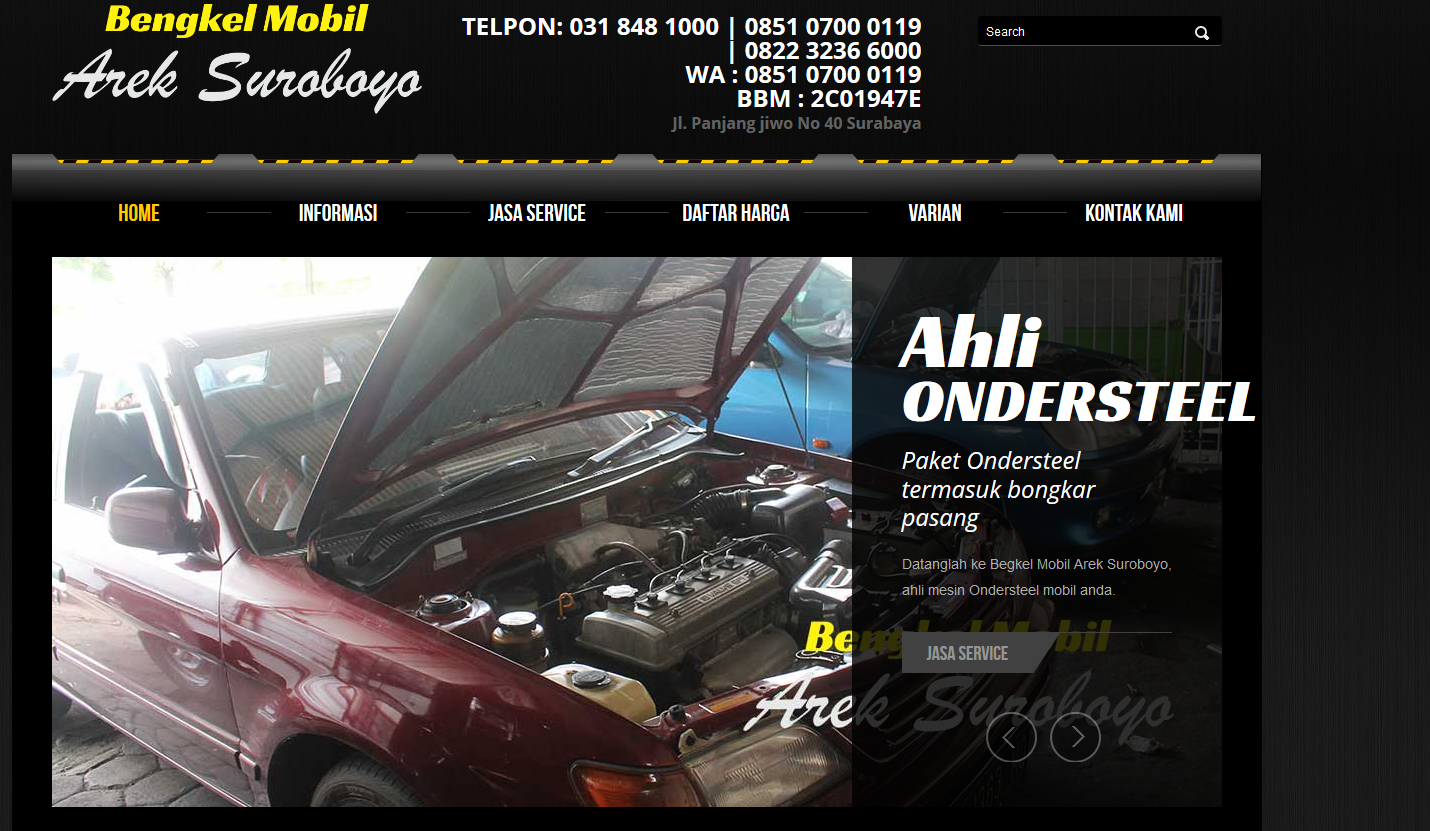 Bengkel Mobil
Arek Suroboyo
TELPON: 031 848 1000 | 0851 0700 0119
| 0822 3236 6000
WA : 0851 0700 0119
BBM : 2C01947E
Jl. Panjang jiwo No 40 Surabaya
Search
HOME
INFORMASI
JASA SERVICE
DAFTAR HARGA
VARIAN
KONTAK KAMI
Ahli
ONDERSTEEL
Paket Ondersteel
termasuk bongkar
pasang
Datanglah ke Begkel Mobil Arek Suroboyo,
ahli mesin Ondersteel mobil anda.
Bengkel Mobil
JASA SERVICE
Arek Suroboyo